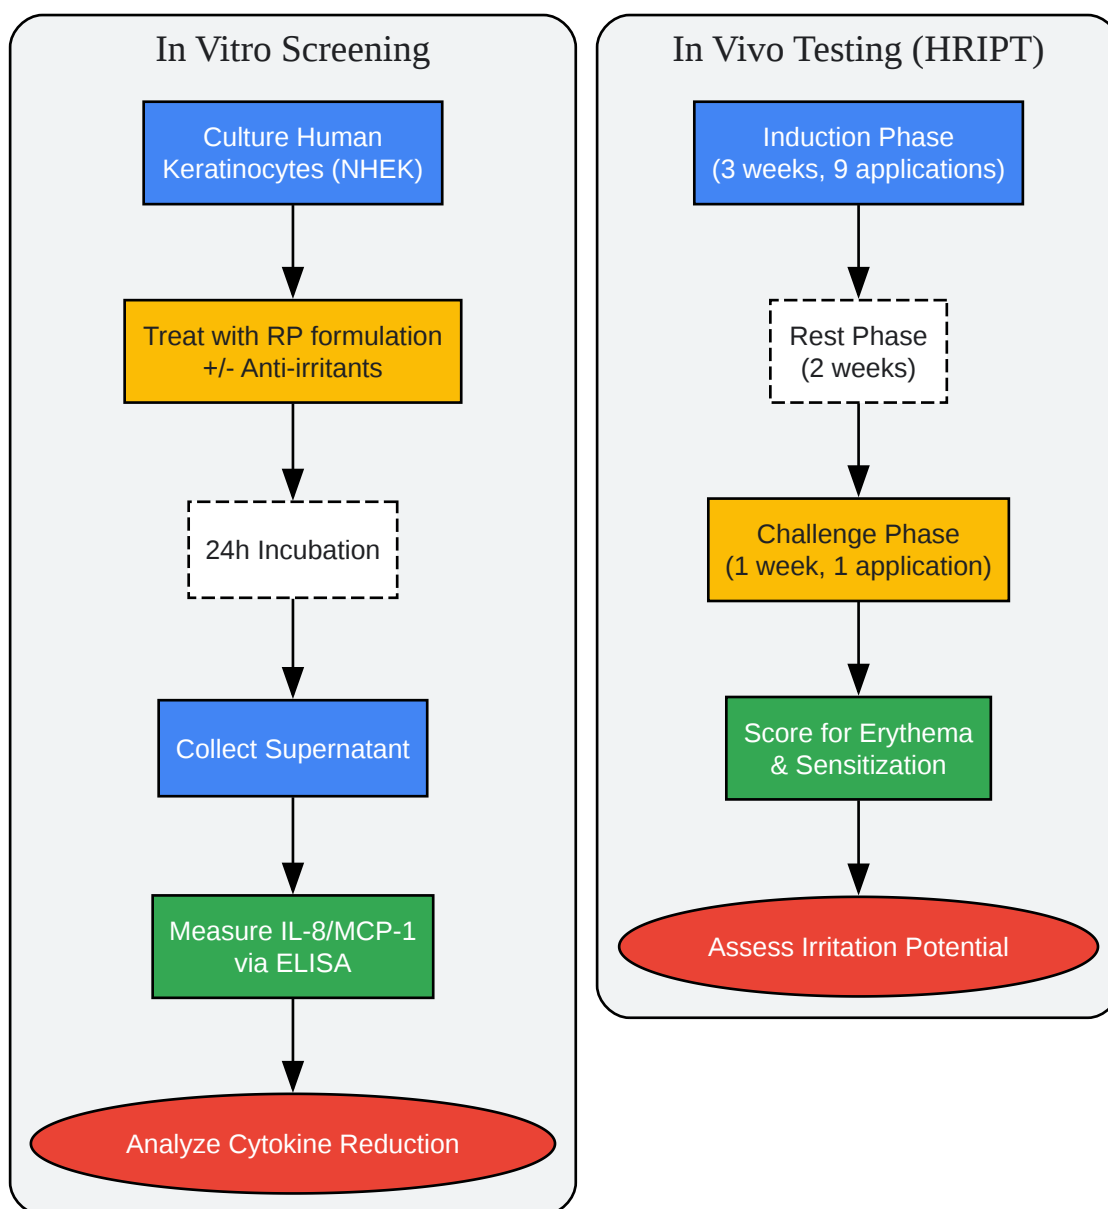 In Vitro Screening
Culture Human
Keratinocytes (NHEK)
Treat with RP formulation
+/- Anti-irritants
24h Incubation
Collect Supernatant
Measure IL-8/MCP-1
via ELISA
Analyze Cytokine Reduction
In Vivo Testing (HRIPT)
Induction Phase
(3 weeks, 9 applications)
Rest Phase
(2 weeks)
Challenge Phase
(1 week, 1 application)
Score for Erythema
& Sensitization
Assess Irritation Potential